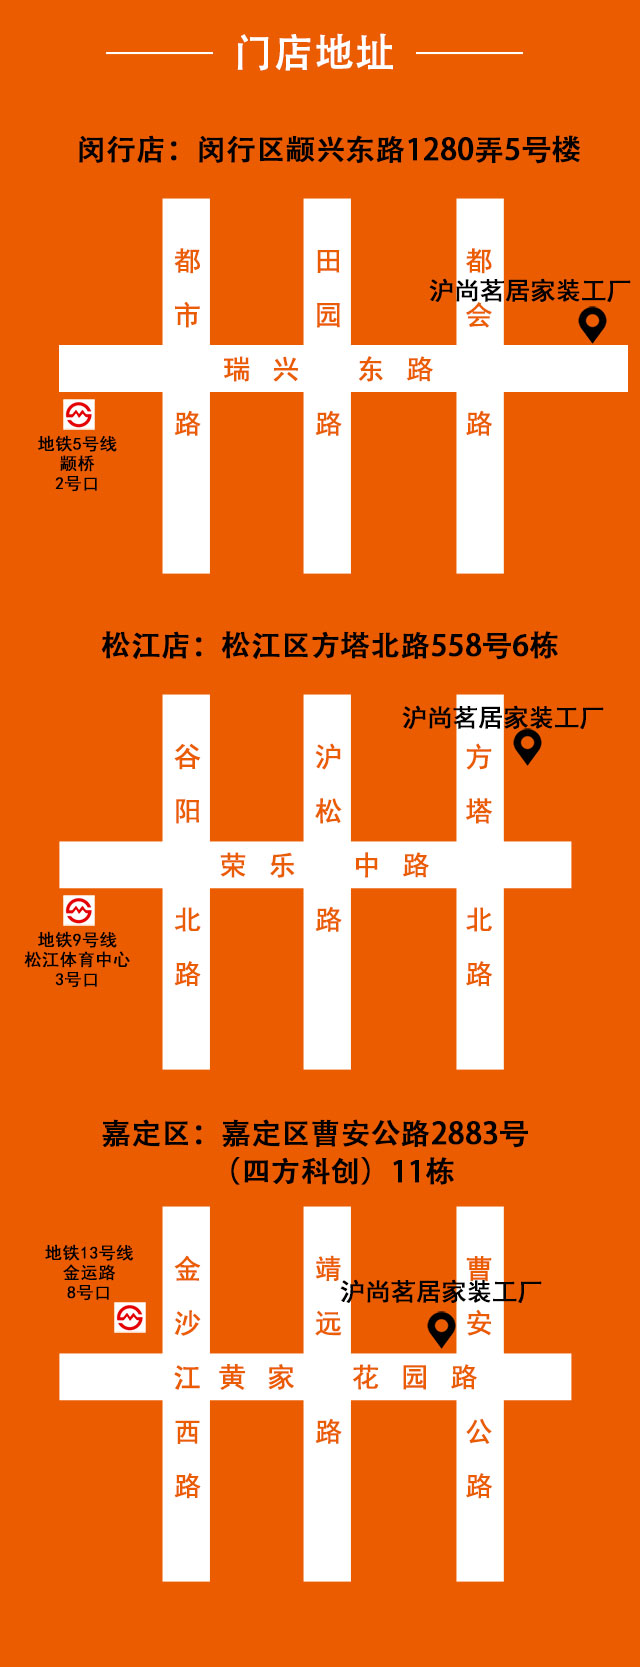 门店地址
闵行店：闵行区颛兴东路1280弄5号楼
都市路
田园路
都会路
沪尚茗居家装工厂
瑞兴东路
地铁5号线
颛桥
2号口
松江店：松江区方塔北路558号6栋
谷阳北路
沪松路
方塔北路
沪尚茗居家装工厂
荣乐中路
地铁9号线
松江体育中心
3号口
嘉定区：嘉定区曹安公路2883号
（四方科创）11栋
地铁13号线
金运路
8号口
金沙江西路
靖远路
曹安公路
沪尚茗居家装工厂
黄家花园路